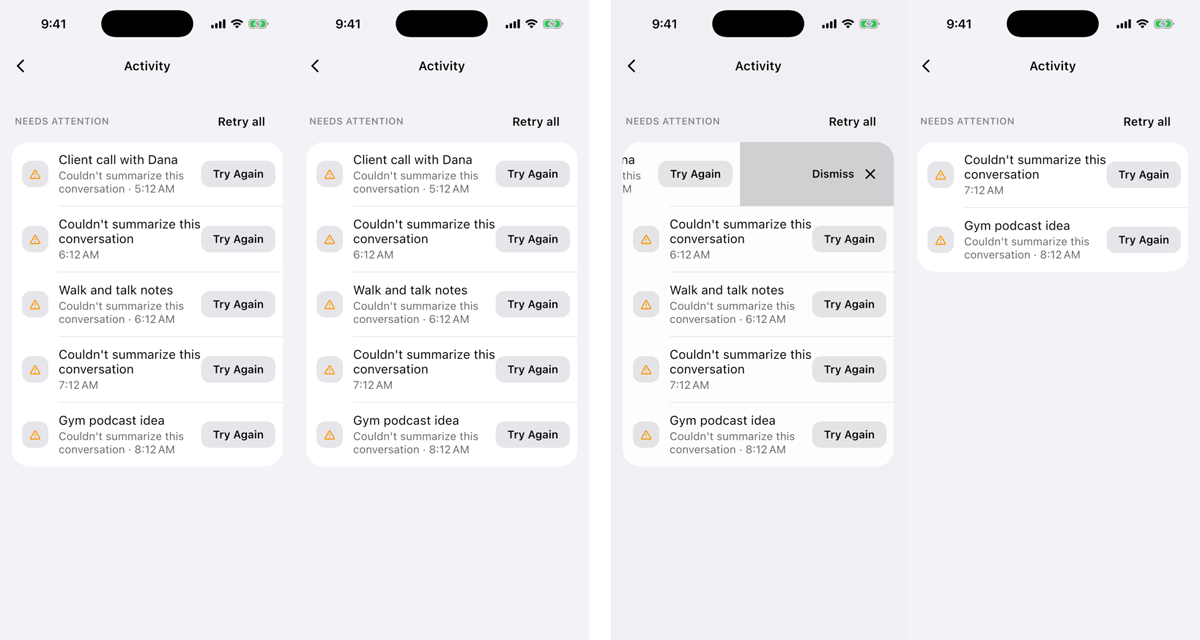 9:41
Activity
NEEDS ATTENTION
Retry all
Client call with Dana
Couldn't summarize this
conversation · 5:12 AM
Try Again
Couldn't summarize this
conversation
6:12 AM
Try Again
Walk and talk notes
Couldn't summarize this
conversation · 6:12 AM
Try Again
Couldn't summarize this
conversation
7:12 AM
Try Again
Gym podcast idea
Couldn't summarize this
conversation · 8:12 AM
Try Again
9:41
Activity
NEEDS ATTENTION
Retry all
Client call with Dana
Couldn't summarize this
conversation · 5:12 AM
Try Again
Couldn't summarize this
conversation
6:12 AM
Try Again
Walk and talk notes
Couldn't summarize this
conversation · 6:12 AM
Try Again
Couldn't summarize this
conversation
7:12 AM
Try Again
Gym podcast idea
Couldn't summarize this
conversation · 8:12 AM
Try Again
9:41
Activity
NEEDS ATTENTION
Retry all
na
this
M
Try Again
Dismiss
Couldn't summarize this
conversation
6:12 AM
Try Again
Walk and talk notes
Couldn't summarize this
conversation · 6:12 AM
Try Again
Couldn't summarize this
conversation
7:12 AM
Try Again
Gym podcast idea
Couldn't summarize this
conversation · 8:12 AM
Try Again
9:41
Activity
NEEDS ATTENTION
Retry all
Couldn't summarize this
conversation
7:12 AM
Try Again
Gym podcast idea
Couldn't summarize this
conversation · 8:12 AM
Try Again